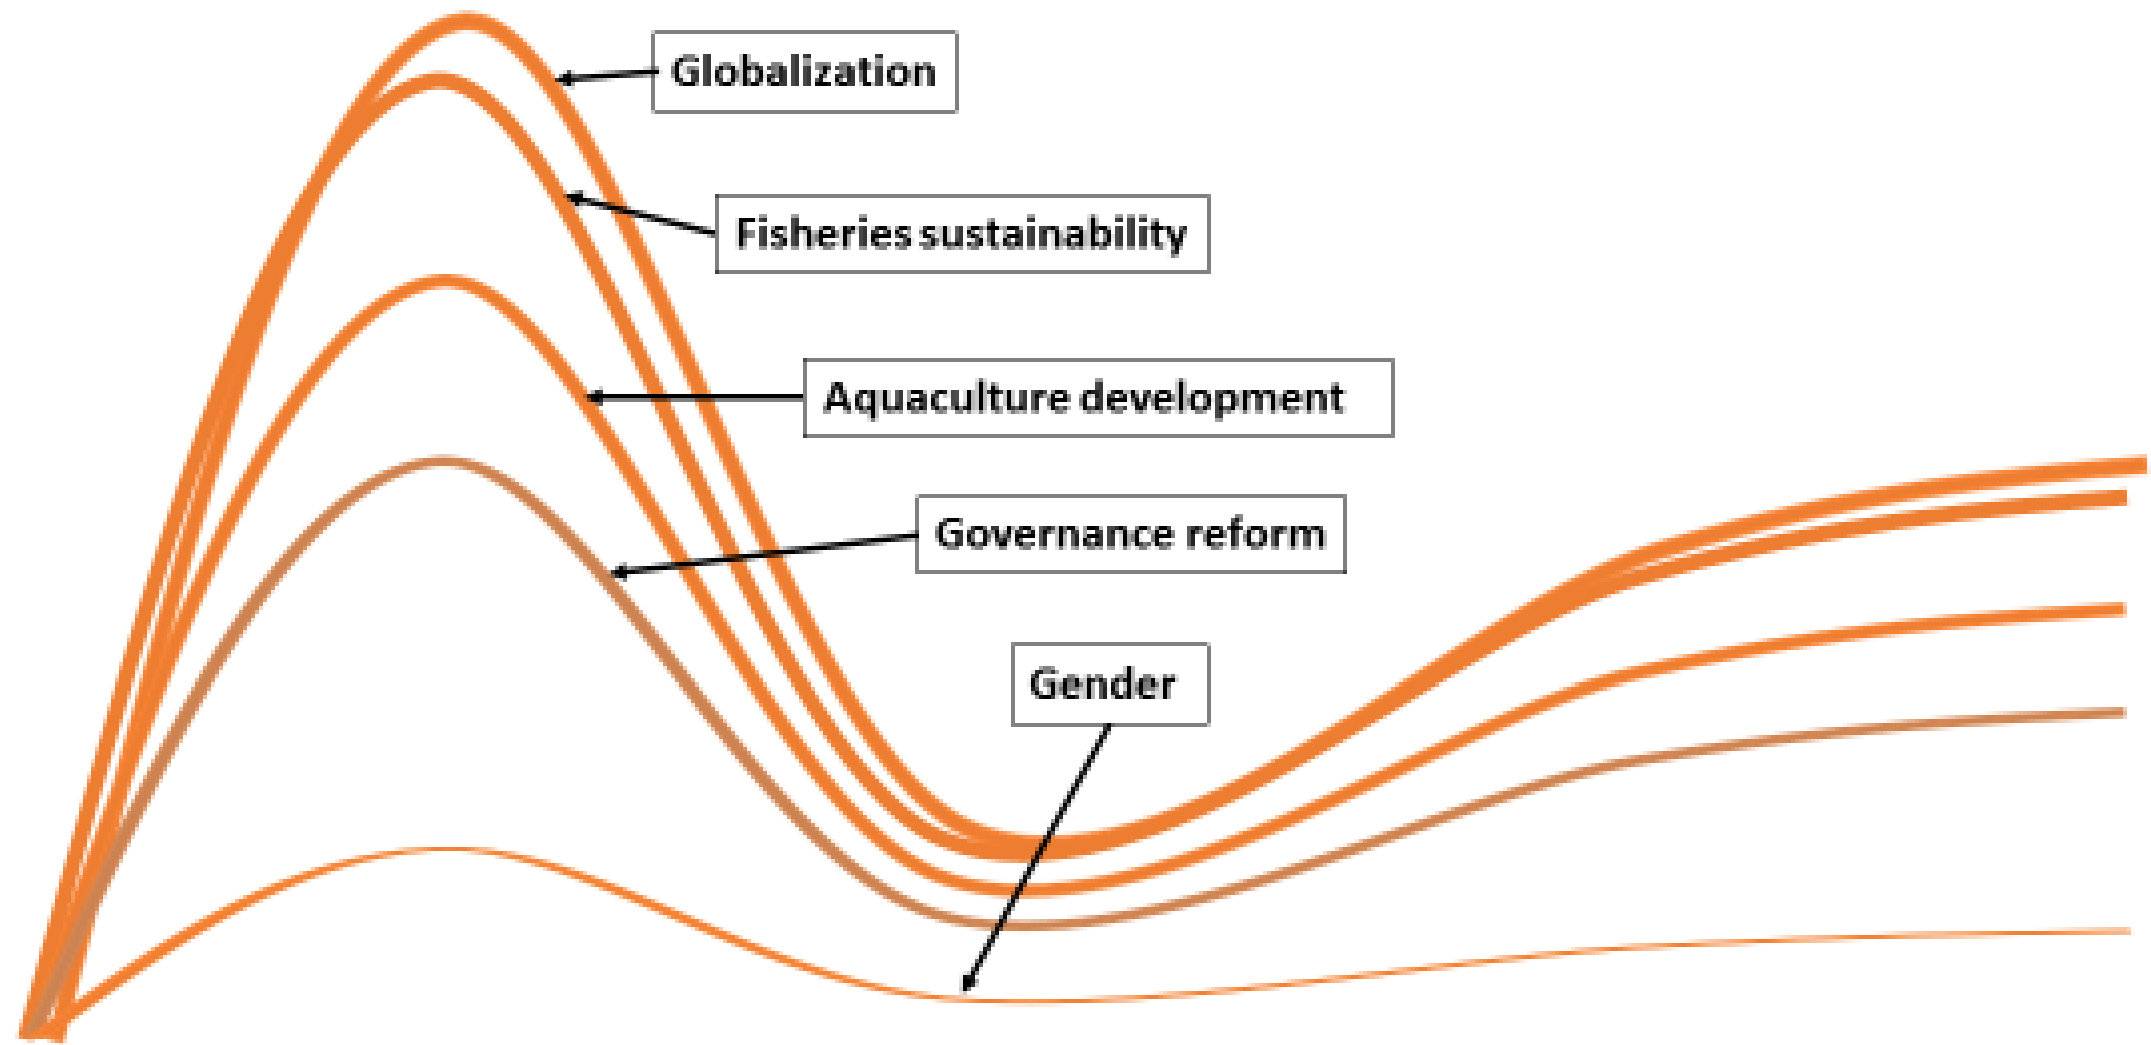 Globalization
Fisheries sustainability
Aquaculture development
Governance reform
Gender